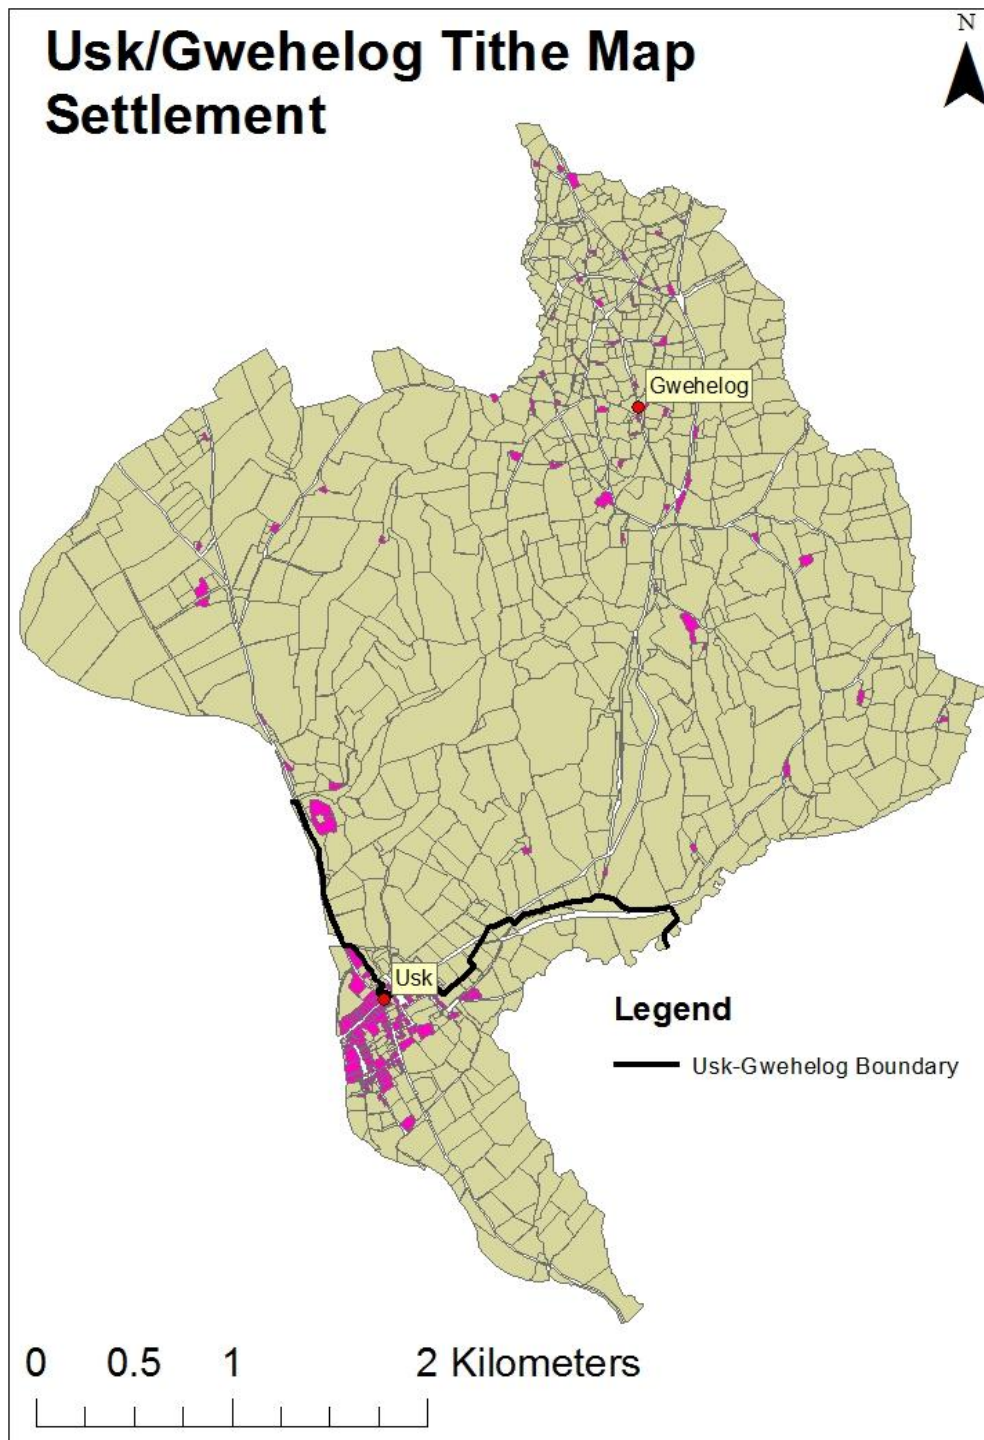 Usk/Gwehelog Tithe Map
Settlement
N
Gwehelog
Usk
Legend
Usk-Gwehelog Boundary
0 0.5 1 2 Kilometers